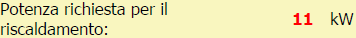 Potenza richiesta per il
riscaldamento: 11 kW